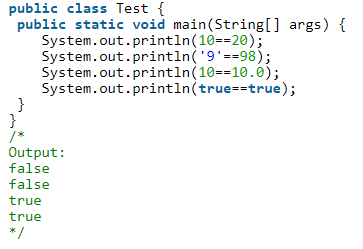 public class Test {
 public static void main(String[] args) {
    System.out.println(10==20);
    System.out.println('9'==98);
    System.out.println(10==10.0);
    System.out.println(true==true);
 }
}
/*
Output:
false
false
true
true
*/